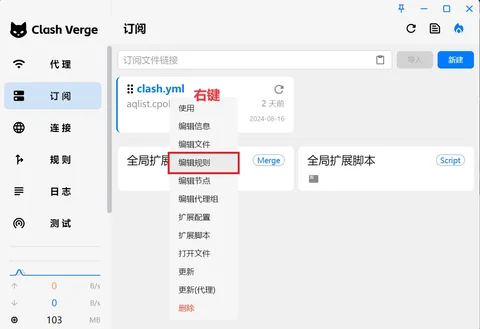 Clash Verge
订阅
代理
订阅
连接
规则
日志
测试
0 B/s
0 B/s
103 MB
订阅文件链接
导入
新建
clash.yml
右键
aqlist.cpol
2 天前
2024-08-16
使用
编辑信息
编辑文件
编辑规则
编辑节点
编辑代理组
扩展配置
扩展脚本
打开文件
更新
更新(代理)
删除
全局扩展
Merge
全局扩展脚本
Script